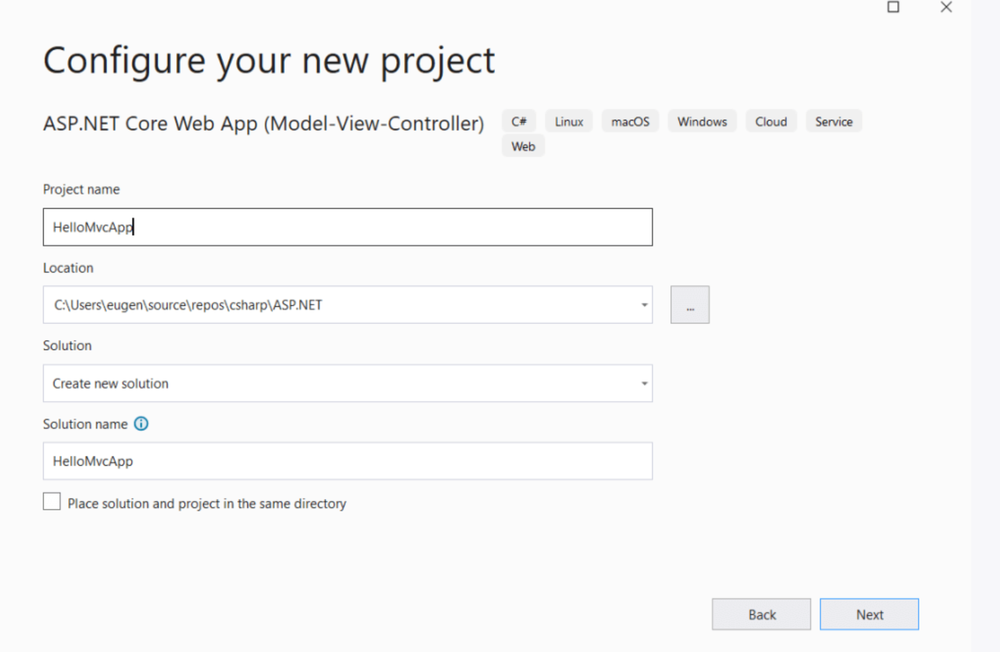 Configure your new project
ASP.NET Core Web App (Model-View-Controller) C# Linux macOS Windows Cloud Service
Web
Project name
HelloMvcApp
Location
C:\Users\eugen\source\repos\csharp\ASP.NET
...
Solution
Create new solution
Solution name
HelloMvcApp
Place solution and project in the same directory
Back Next